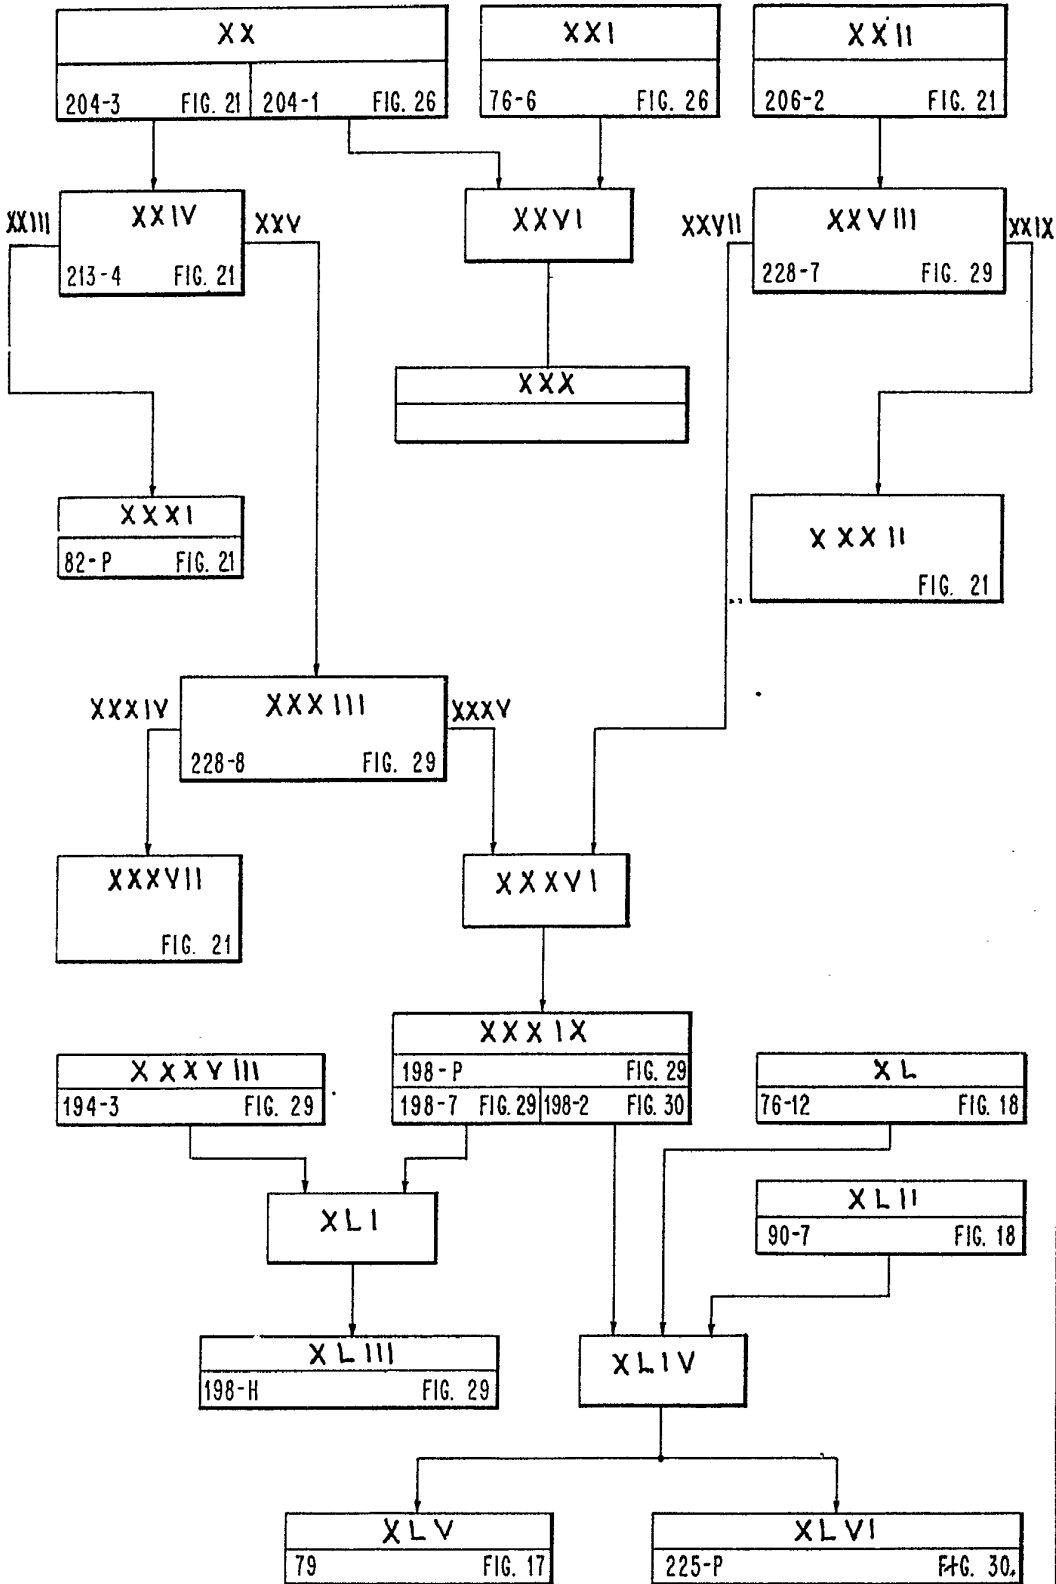 XX
XXI
XXII
204-3 FIG. 21 204-1 FIG. 26
76-6 FIG. 26
206-2 FIG. 21
XXIII
XXIV
XXV
XXVI
XXVII
XXVIII
XXIX
213-4 FIG. 21
228-7 FIG. 29
XXX
XXXI
82-P FIG. 21
XXXII
FIG. 21
XXXIV
XXXIII
XXXV
228-8 FIG. 29
XXXVII
FIG. 21
XXXVI
XXXIX
198-P FIG. 29
198-7 FIG. 29 198-2 FIG. 30
XXXVIII
194-3 FIG. 29
XL
76-12 FIG. 18
XLI
XLII
90-7 FIG. 18
XLIII
198-H FIG. 29
XLIV
XLV
79 FIG. 17
XLVI
225-P FIG. 30